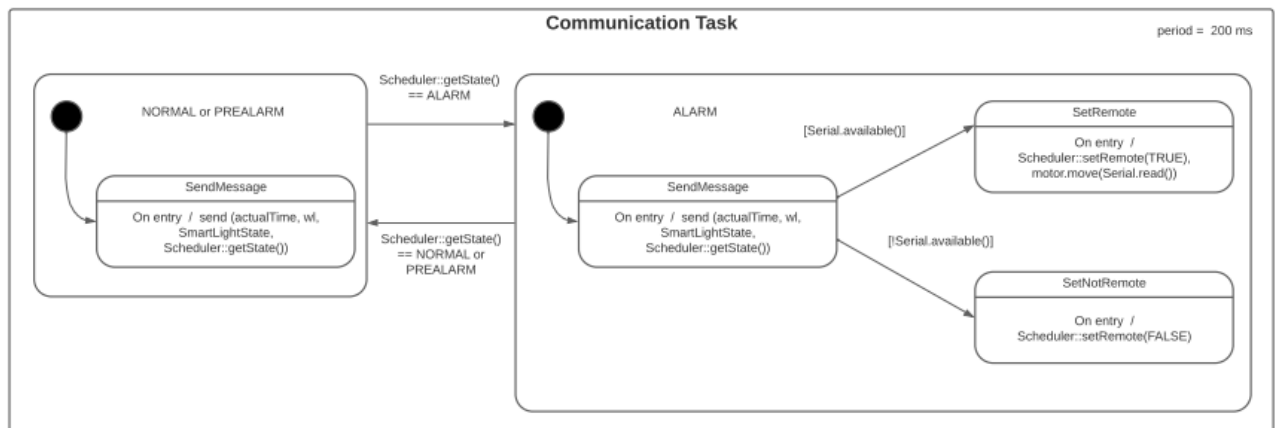 Communication Task
period = 200 ms
NORMAL or PREALARM
SendMessage
On entry / send (actualTime, wl,
SmartLightState,
Scheduler::getState())
Scheduler::getState()
== ALARM
Scheduler::getState()
== NORMAL or
PREALARM
ALARM
SendMessage
On entry / send (actualTime, wl,
SmartLightState,
Scheduler::getState())
[Serial.available()]
[!Serial.available()]
SetRemote
On entry /
Scheduler::setRemote(TRUE),
motor.move(Serial.read())
SetNotRemote
On entry /
Scheduler::setRemote(FALSE)